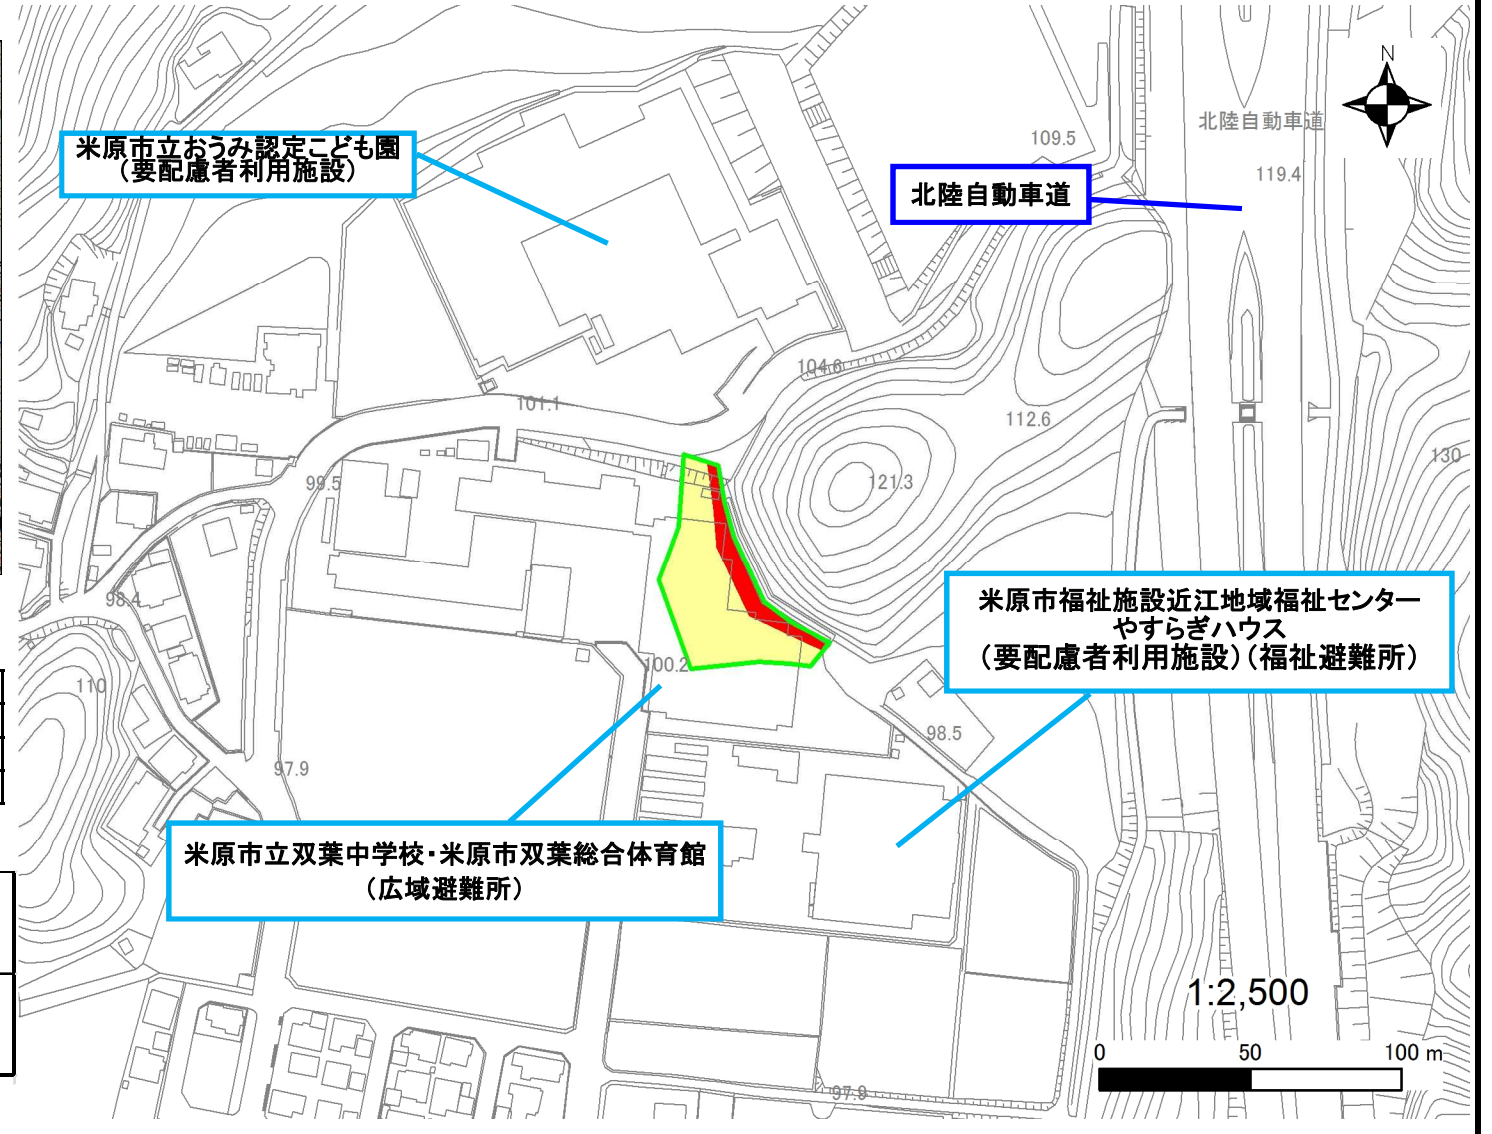 N
北陸自動車道
109.5
119.4
米原市立おうみ認定こども園
（要配慮者利用施設）
北陸自動車道
104.6
101.1
112.6
130
121.3
99.5
98.4
米原市福祉施設近江地域福祉センター
やすらぎハウス
（要配慮者利用施設）（福祉避難所）
100.2
110
98.5
97.9
米原市立双葉中学校・米原市双葉総合体育館
（広域避難所）
1:2,500
0 50 100 m
97.9